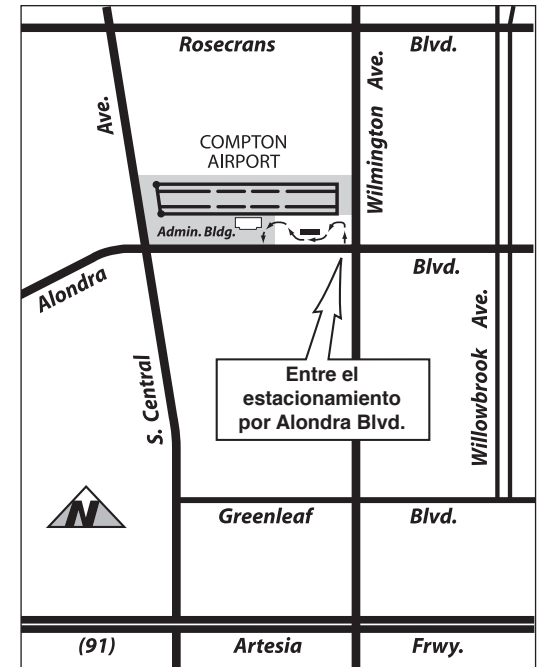 Rosecrans Blvd.
Ave.
Wilmington Ave.
COMPTON
AIRPORT
Admin. Bldg.
Alondra Blvd.
S. Central
Willowbrook Ave.
Entre el
estacionamiento
por Alondra Blvd.
N
Greenleaf Blvd.
(91) Artesia Frwy.